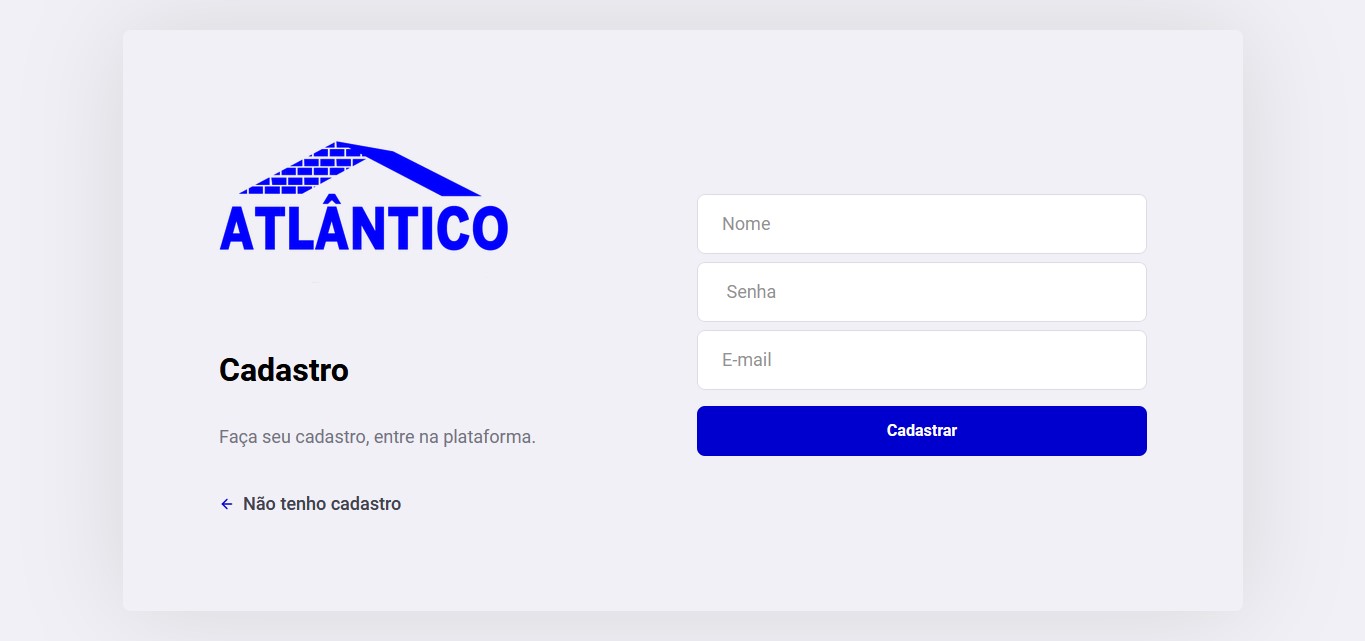 ATLÂNTICO
Cadastro
Faça seu cadastro, entre na plataforma.
Não tenho cadastro
Nome
Senha
E-mail
Cadastrar